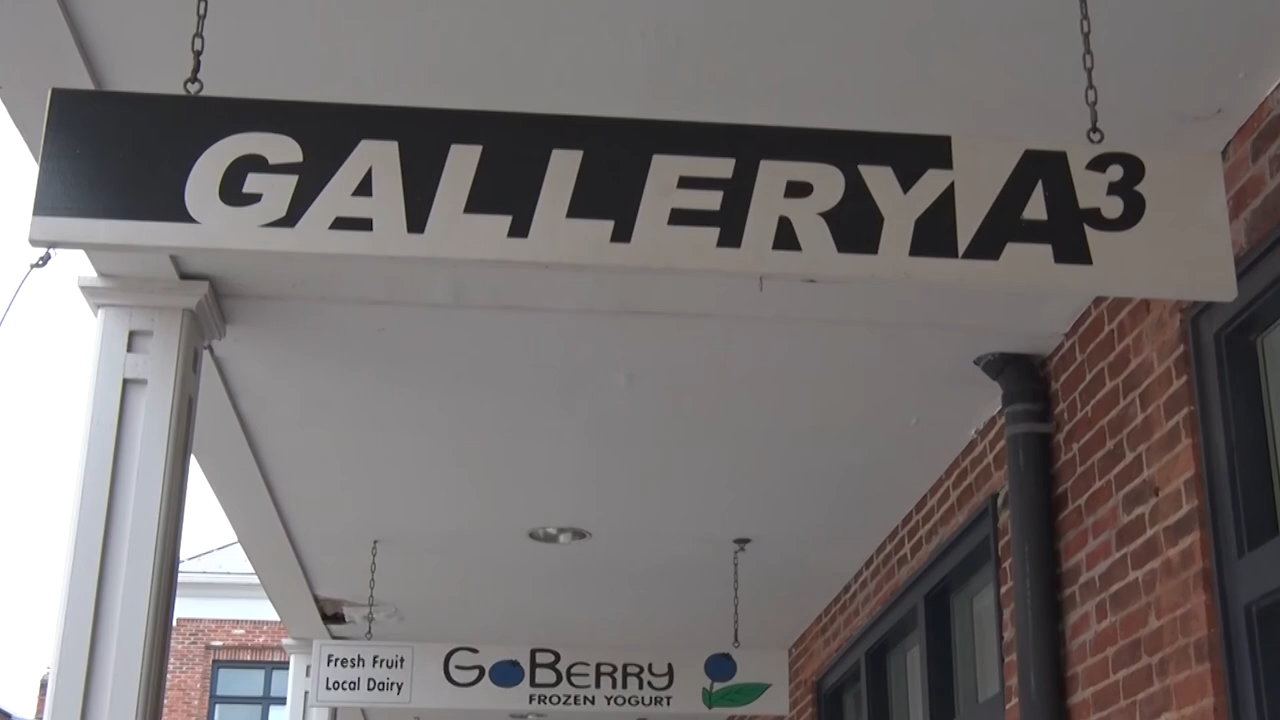 GALLERY A3
Fresh Fruit
Local Dairy
GOBERRY
FROZEN YOGURT